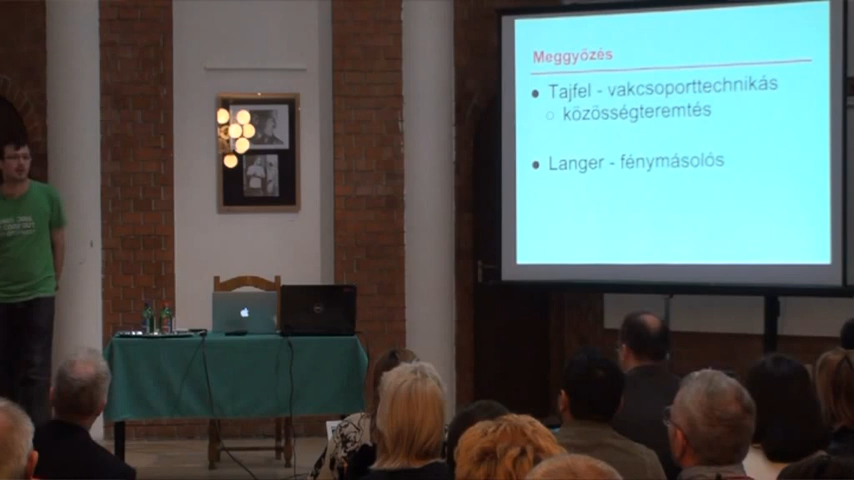 Meggyőzés
● Tajfel - vakcsoporttechnikás
○ közösségteremtés
● Langer - fénymásolós